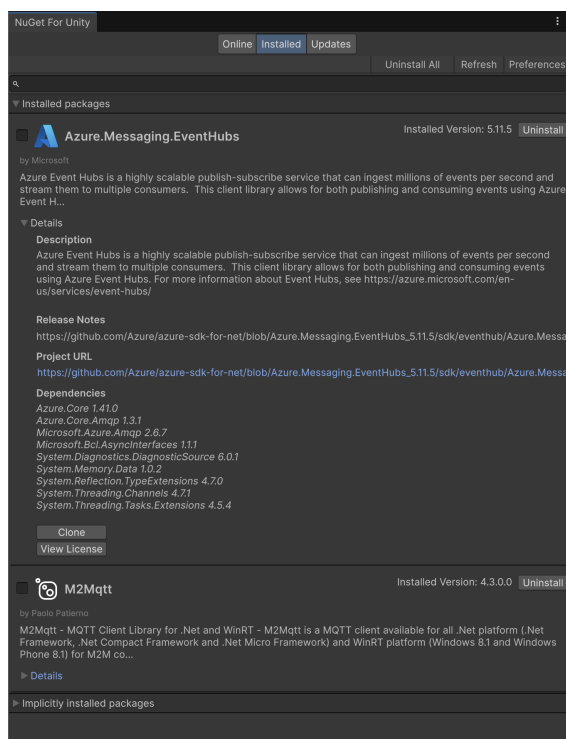 NuGet For Unity
Online Installed Updates
Uninstall All Refresh Preferences
Installed packages
Azure.Messaging.EventHubs
Installed Version: 5.11.5 Uninstall
by Microsoft
Azure Event Hubs is a highly scalable publish-subscribe service that can ingest millions of events per second and
stream them to multiple consumers.  This client library allows for both publishing and consuming events using Azure
Event H...
Details
Description
Azure Event Hubs is a highly scalable publish-subscribe service that can ingest millions of events per second
and stream them to multiple consumers.  This client library allows for both publishing and consuming events
using Azure Event Hubs. For more information about Event Hubs, see https://azure.microsoft.com/en-
us/services/event-hubs/
Release Notes
https://github.com/Azure/azure-sdk-for-net/blob/Azure.Messaging.EventHubs_5.11.5/sdk/eventhub/Azure.Messa
Project URL
https://github.com/Azure/azure-sdk-for-net/blob/Azure.Messaging.EventHubs_5.11.5/sdk/eventhub/Azure.Messa
Dependencies
Azure.Core 1.41.0
Azure.Core.Amqp 1.3.1
Microsoft.Azure.Amqp 2.6.7
Microsoft.Bcl.AsyncInterfaces 1.1.1
System.Diagnostics.DiagnosticSource 6.0.1
System.Memory.Data 1.0.2
System.Reflection.TypeExtensions 4.7.0
System.Threading.Channels 4.7.1
System.Threading.Tasks.Extensions 4.5.4
Clone
View License
M2Mqtt
Installed Version: 4.3.0.0 Uninstall
by Paolo Patierno
M2Mqtt - MQTT Client Library for .Net and WinRT - M2Mqtt is a MQTT client available for all .Net platform (.Net
Framework, .Net Compact Framework and .Net Micro Framework) and WinRT platform (Windows 8.1 and Windows
Phone 8.1) for M2M co...
Details
Implicitly installed packages